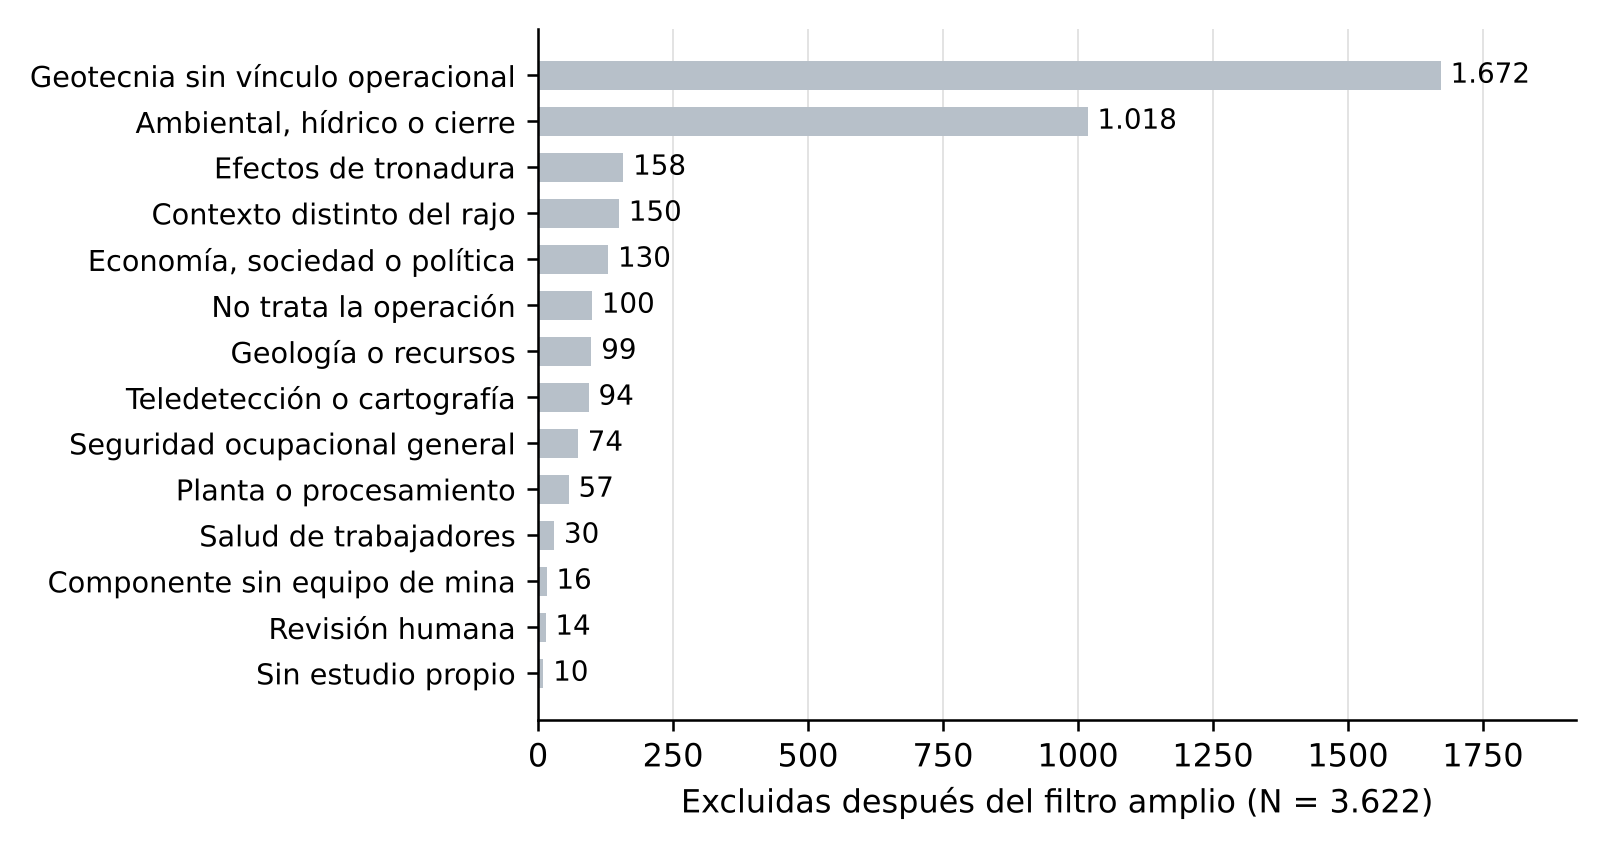 Geotecnia sin vínculo operacional 1.672
Ambiental, hídrico o cierre 1.018
Efectos de tronadura 158
Contexto distinto del rajo 150
Economía, sociedad o política 130
No trata la operación 100
Geología o recursos 99
Teledetección o cartografía 94
Seguridad ocupacional general 74
Planta o procesamiento 57
Salud de trabajadores 30
Componente sin equipo de mina 16
Revisión humana 14
Sin estudio propio 10
0 250 500 750 1000 1250 1500 1750
Excluidas después del filtro amplio (N = 3.622)